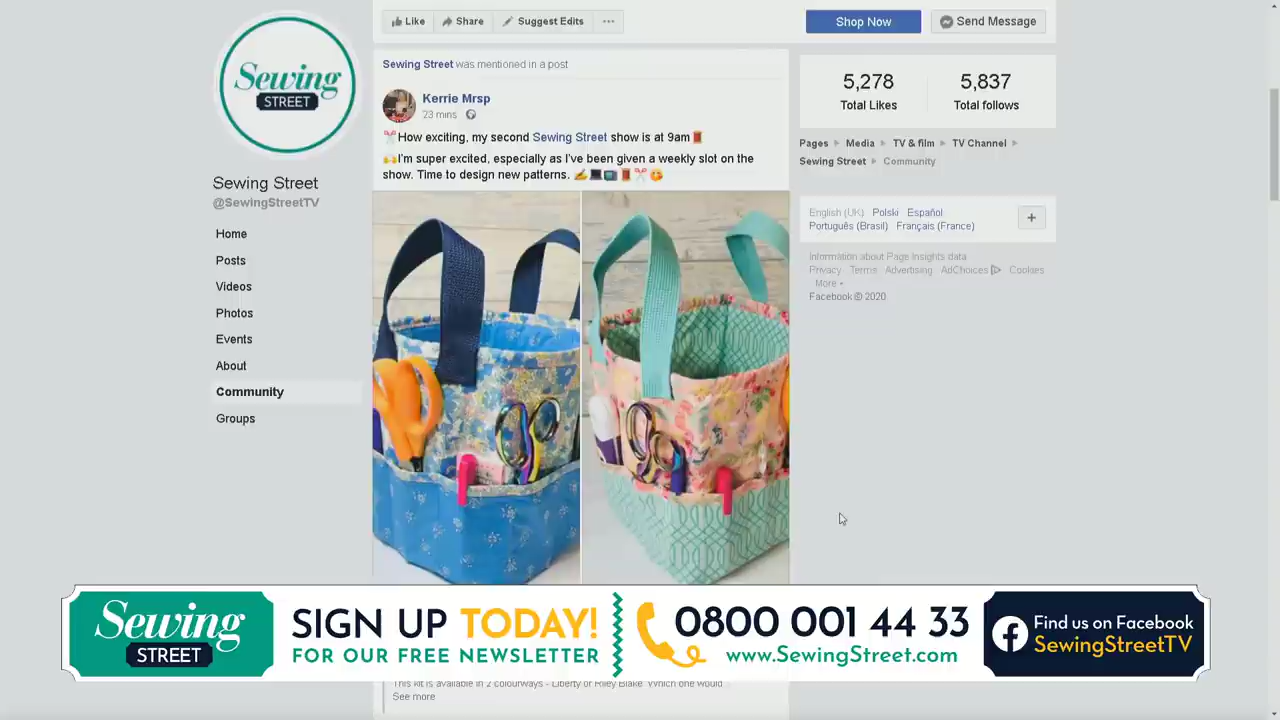 Like
Share
Suggest Edits
Shop Now
Send Message
Sewing
STREET
Sewing Street
@SewingStreetTV
Home
Posts
Videos
Photos
Events
About
Community
Groups
Sewing Street was mentioned in a post
Kerrie Mrsp
23 mins
How exciting, my second Sewing Street show is at 9am
I'm super excited, especially as I've been given a weekly slot on the
show. Time to design new patterns.
5,278
Total Likes
5,837
Total follows
Pages Media TV & film TV Channel
Sewing Street Community
English (UK) Polski Español
Português (Brasil) Français (France)
+
Information about Page Insights data
Privacy Terms Advertising AdChoices Cookies
More
Facebook © 2020
Sewing
STREET
SIGN UP TODAY!
FOR OUR FREE NEWSLETTER
0800 001 44 33
www.SewingStreet.com
Find us on Facebook
SewingStreetTV
This kit is available in 2 colourways - Liberty or Riley Blake Which one would
See more